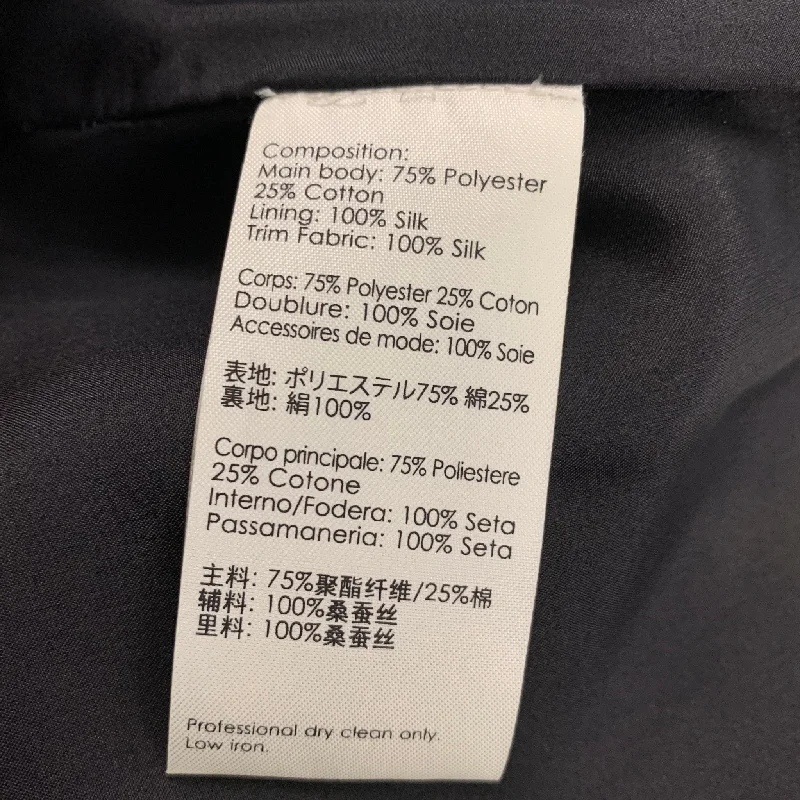 Composition:
Main body: 75% Polyester
25% Cotton
Lining: 100% Silk
Trim Fabric: 100% Silk
Corps: 75% Polyester 25% Coton
Doublure: 100% Soie
Accessoires de mode: 100% Soie
表地: ポリエステル75% 綿25%
裏地: 絹100%
Corpo principale: 75% Poliestere
25% Cotone
Interno/Fodera: 100% Seta
Passamaneria: 100% Seta
主料: 75%聚酯纤维/25%棉
辅料: 100%桑蚕丝
里料: 100%桑蚕丝
Professional dry clean only.
Low iron.